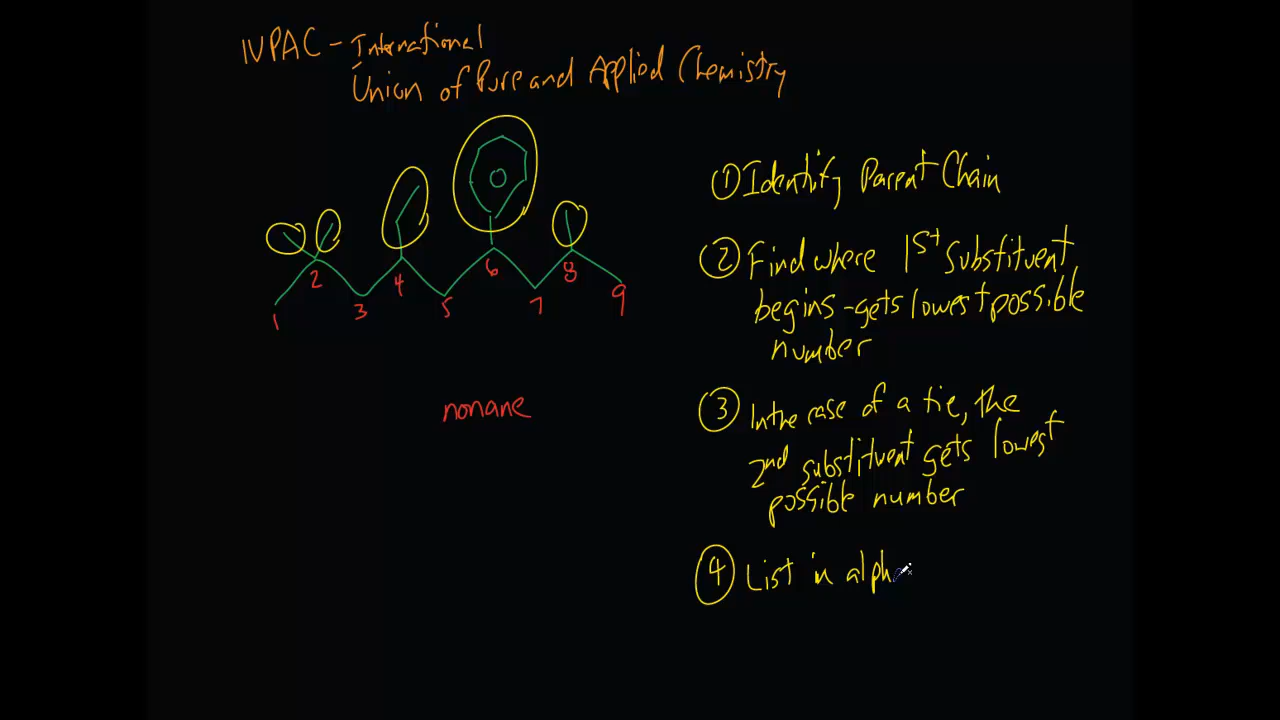 IUPAC - International
Union of Pure and Applied Chemistry
① Identify Parent Chain
② Find where 1st Substituent
begins - gets lowest possible
number
③ In the case of a tie, the
2nd substituent gets lowest
possible number
④ List in alph
1 2 3 4 5 6 7 8 9
nonane